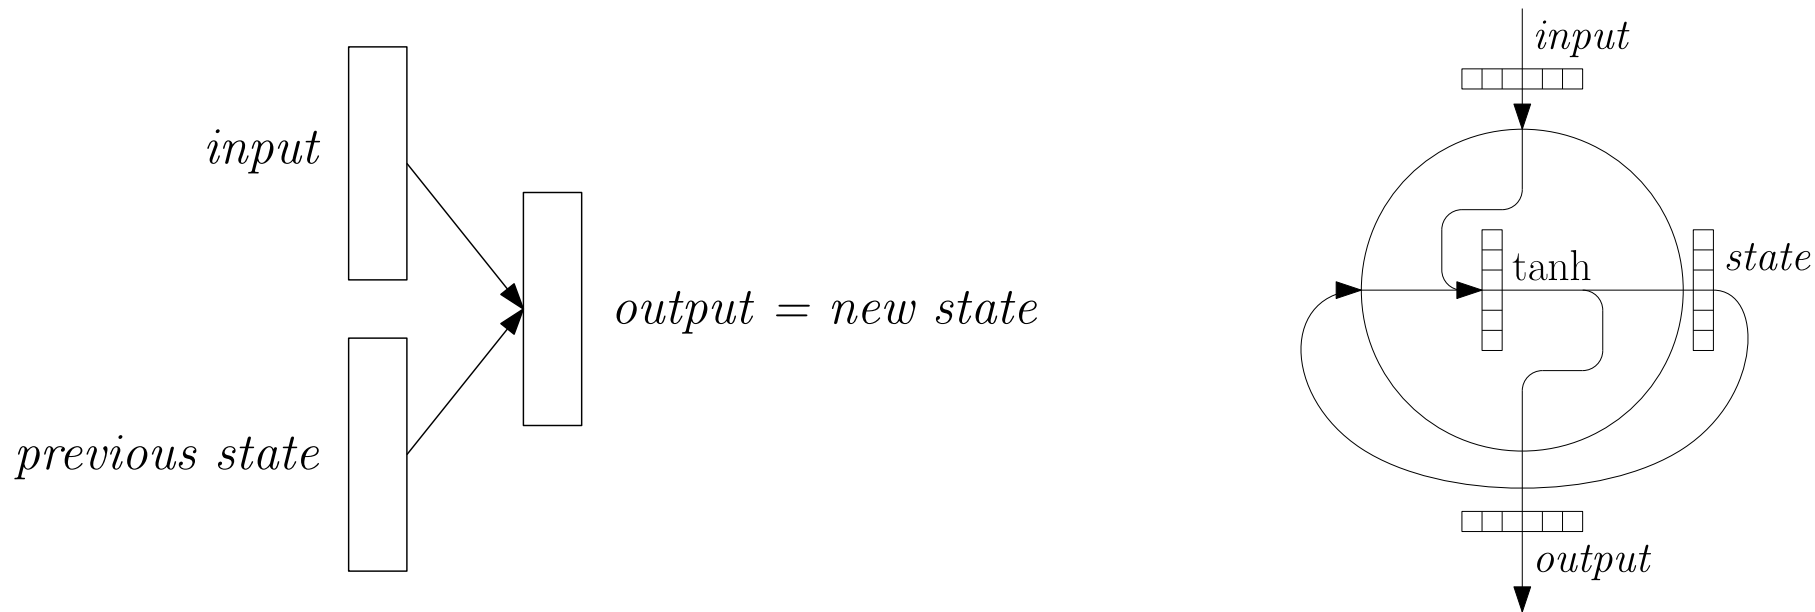 input
previous state
output = new state
input
tanh
state
output